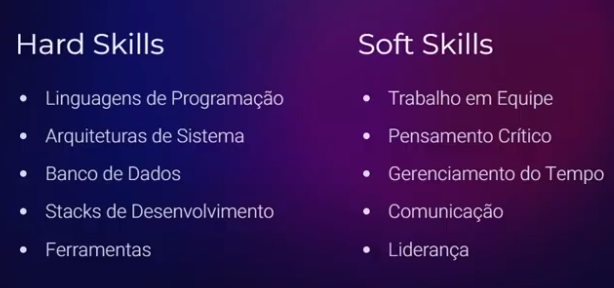 Hard Skills
• Linguagens de Programação
• Arquiteturas de Sistema
• Banco de Dados
• Stacks de Desenvolvimento
• Ferramentas
Soft Skills
• Trabalho em Equipe
• Pensamento Crítico
• Gerenciamento do Tempo
• Comunicação
• Liderança